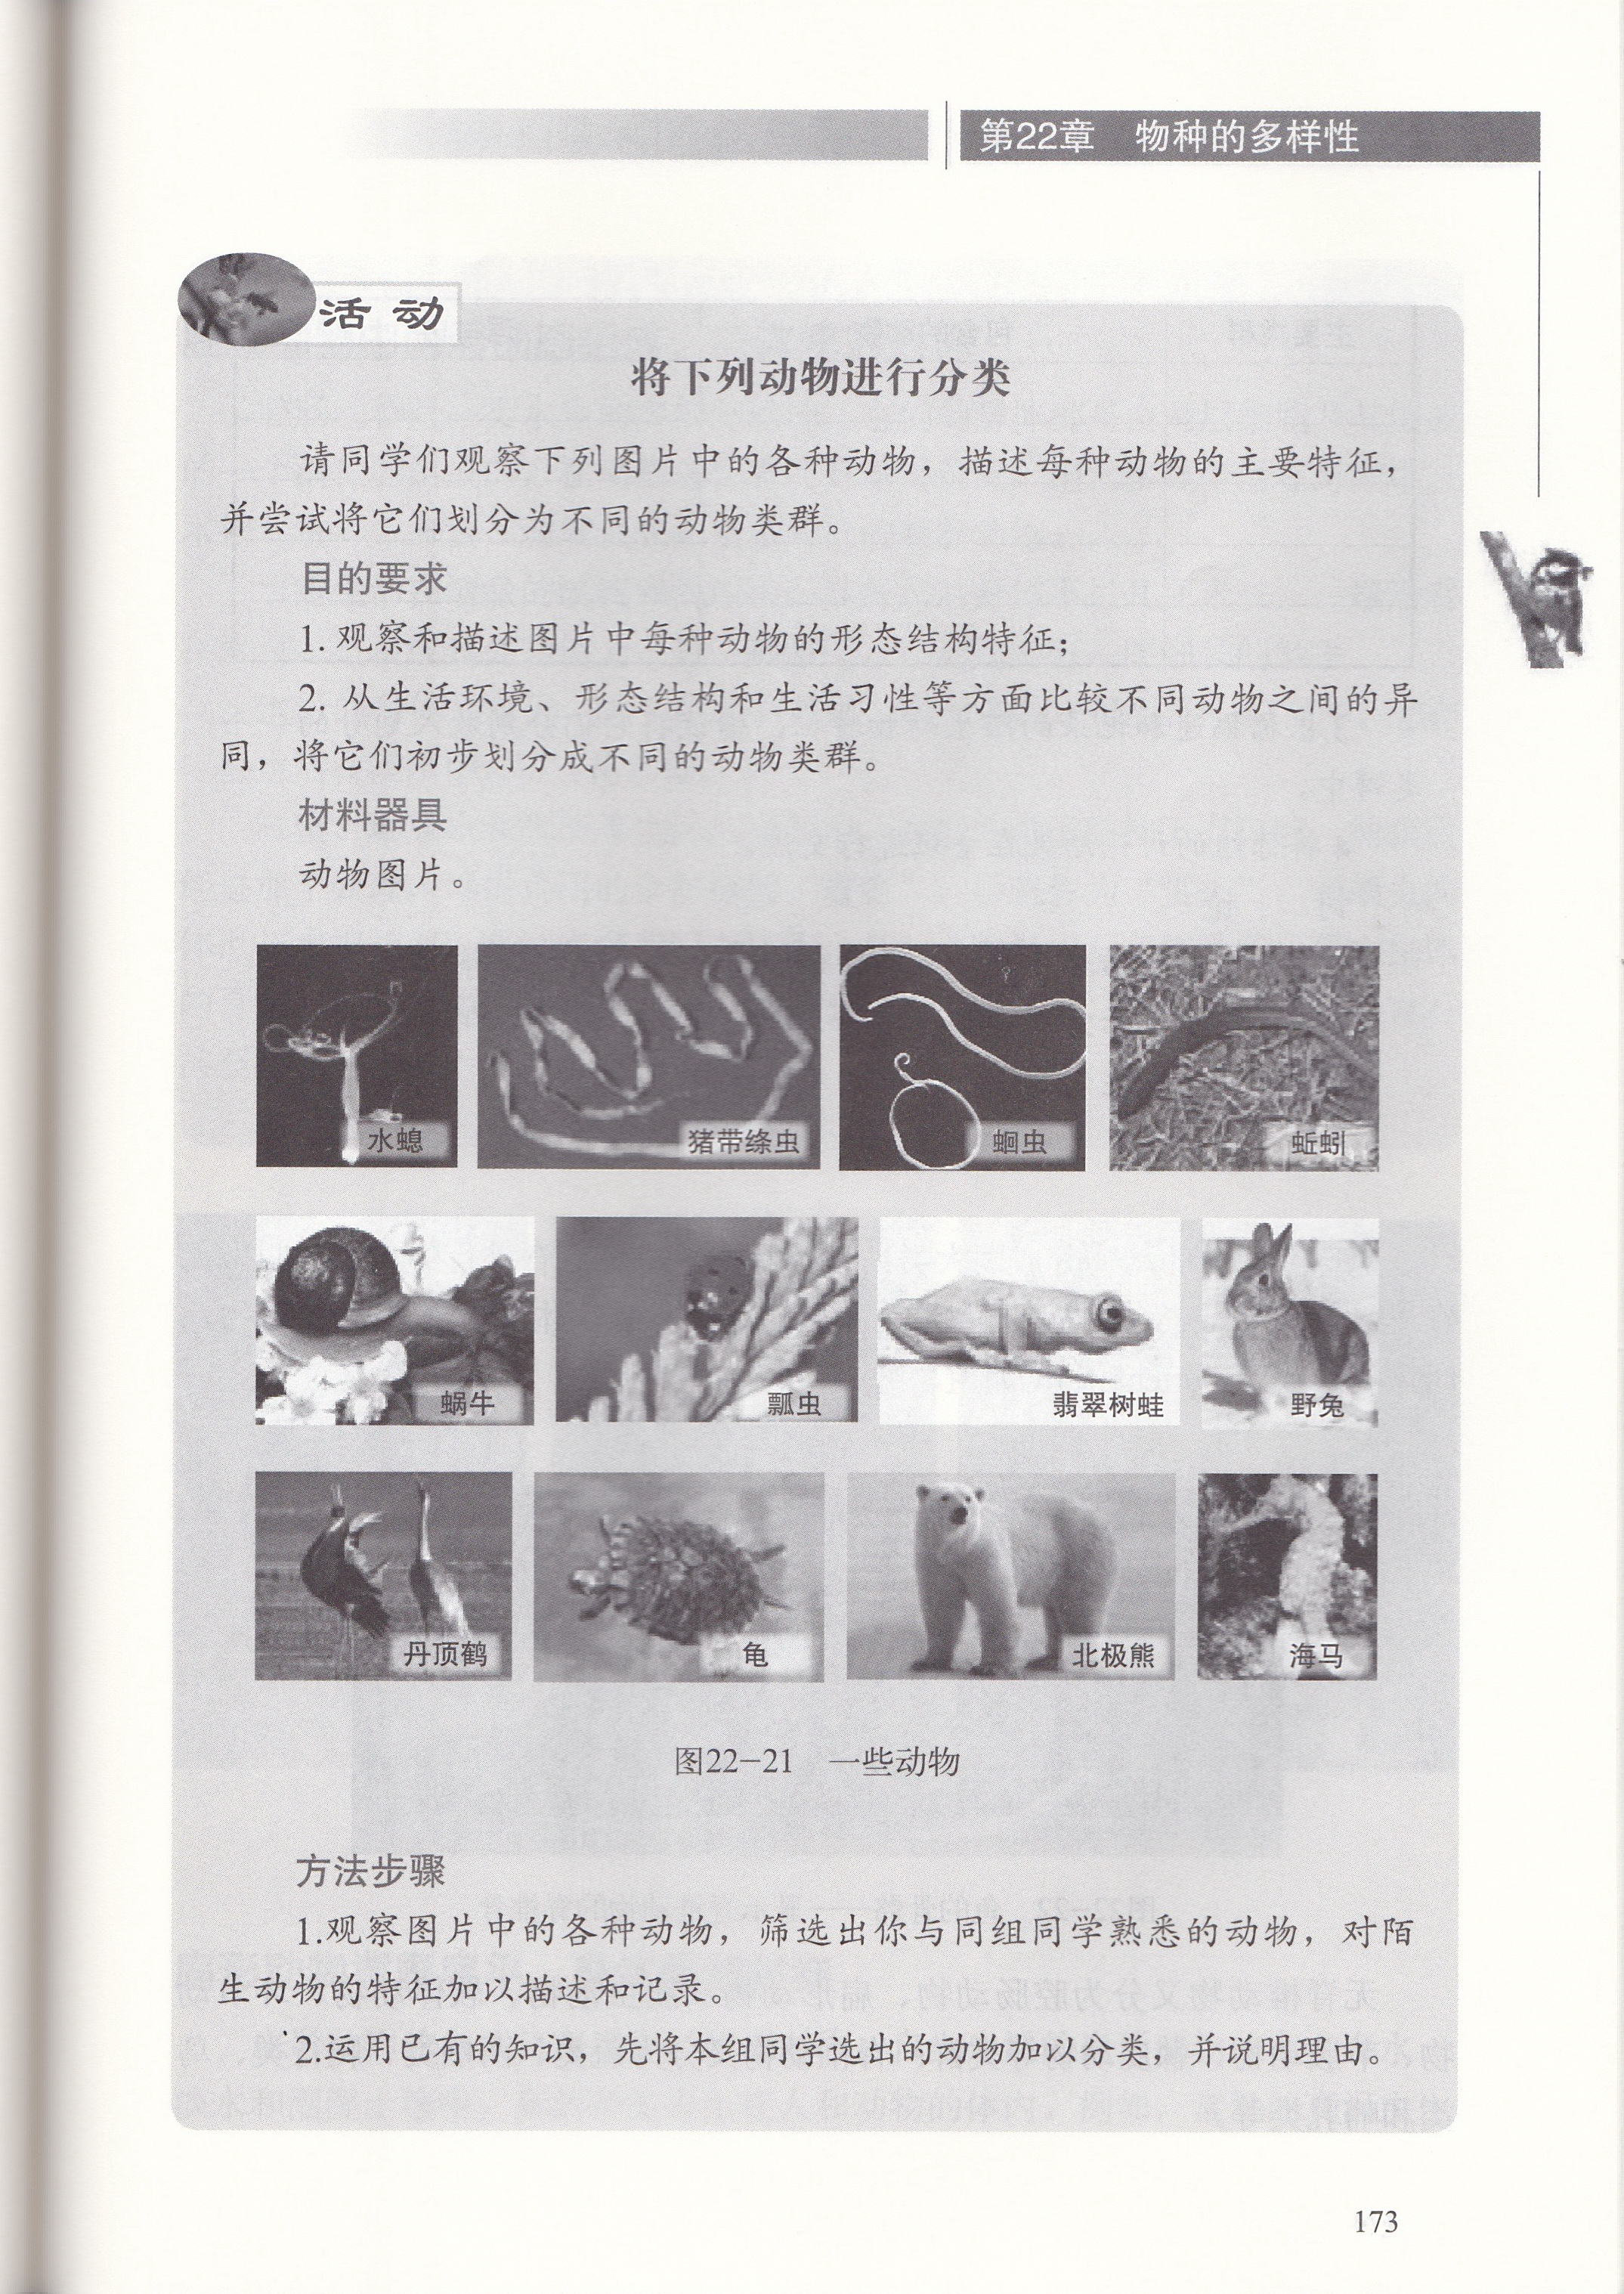 第22章 物种的多样性
活动
将下列动物进行分类
请同学们观察下列图片中的各种动物，描述每种动物的主要特征，
并尝试将它们划分为不同的动物类群。
目的要求
1. 观察和描述图片中每种动物的形态结构特征；
2. 从生活环境、形态结构和生活习性等方面比较不同动物之间的异
同，将它们初步划分成不同的动物类群。
材料器具
动物图片。
水螅 猪带绦虫 蛔虫 蚯蚓
蜗牛 瓢虫 翡翠树蛙 野兔
丹顶鹤 龟 北极熊 海马
图22-21 一些动物
方法步骤
1.观察图片中的各种动物，筛选出你与同组同学熟悉的动物，对陌
生动物的特征加以描述和记录。
2.运用已有的知识，先将本组同学选出的动物加以分类，并说明理由。
173